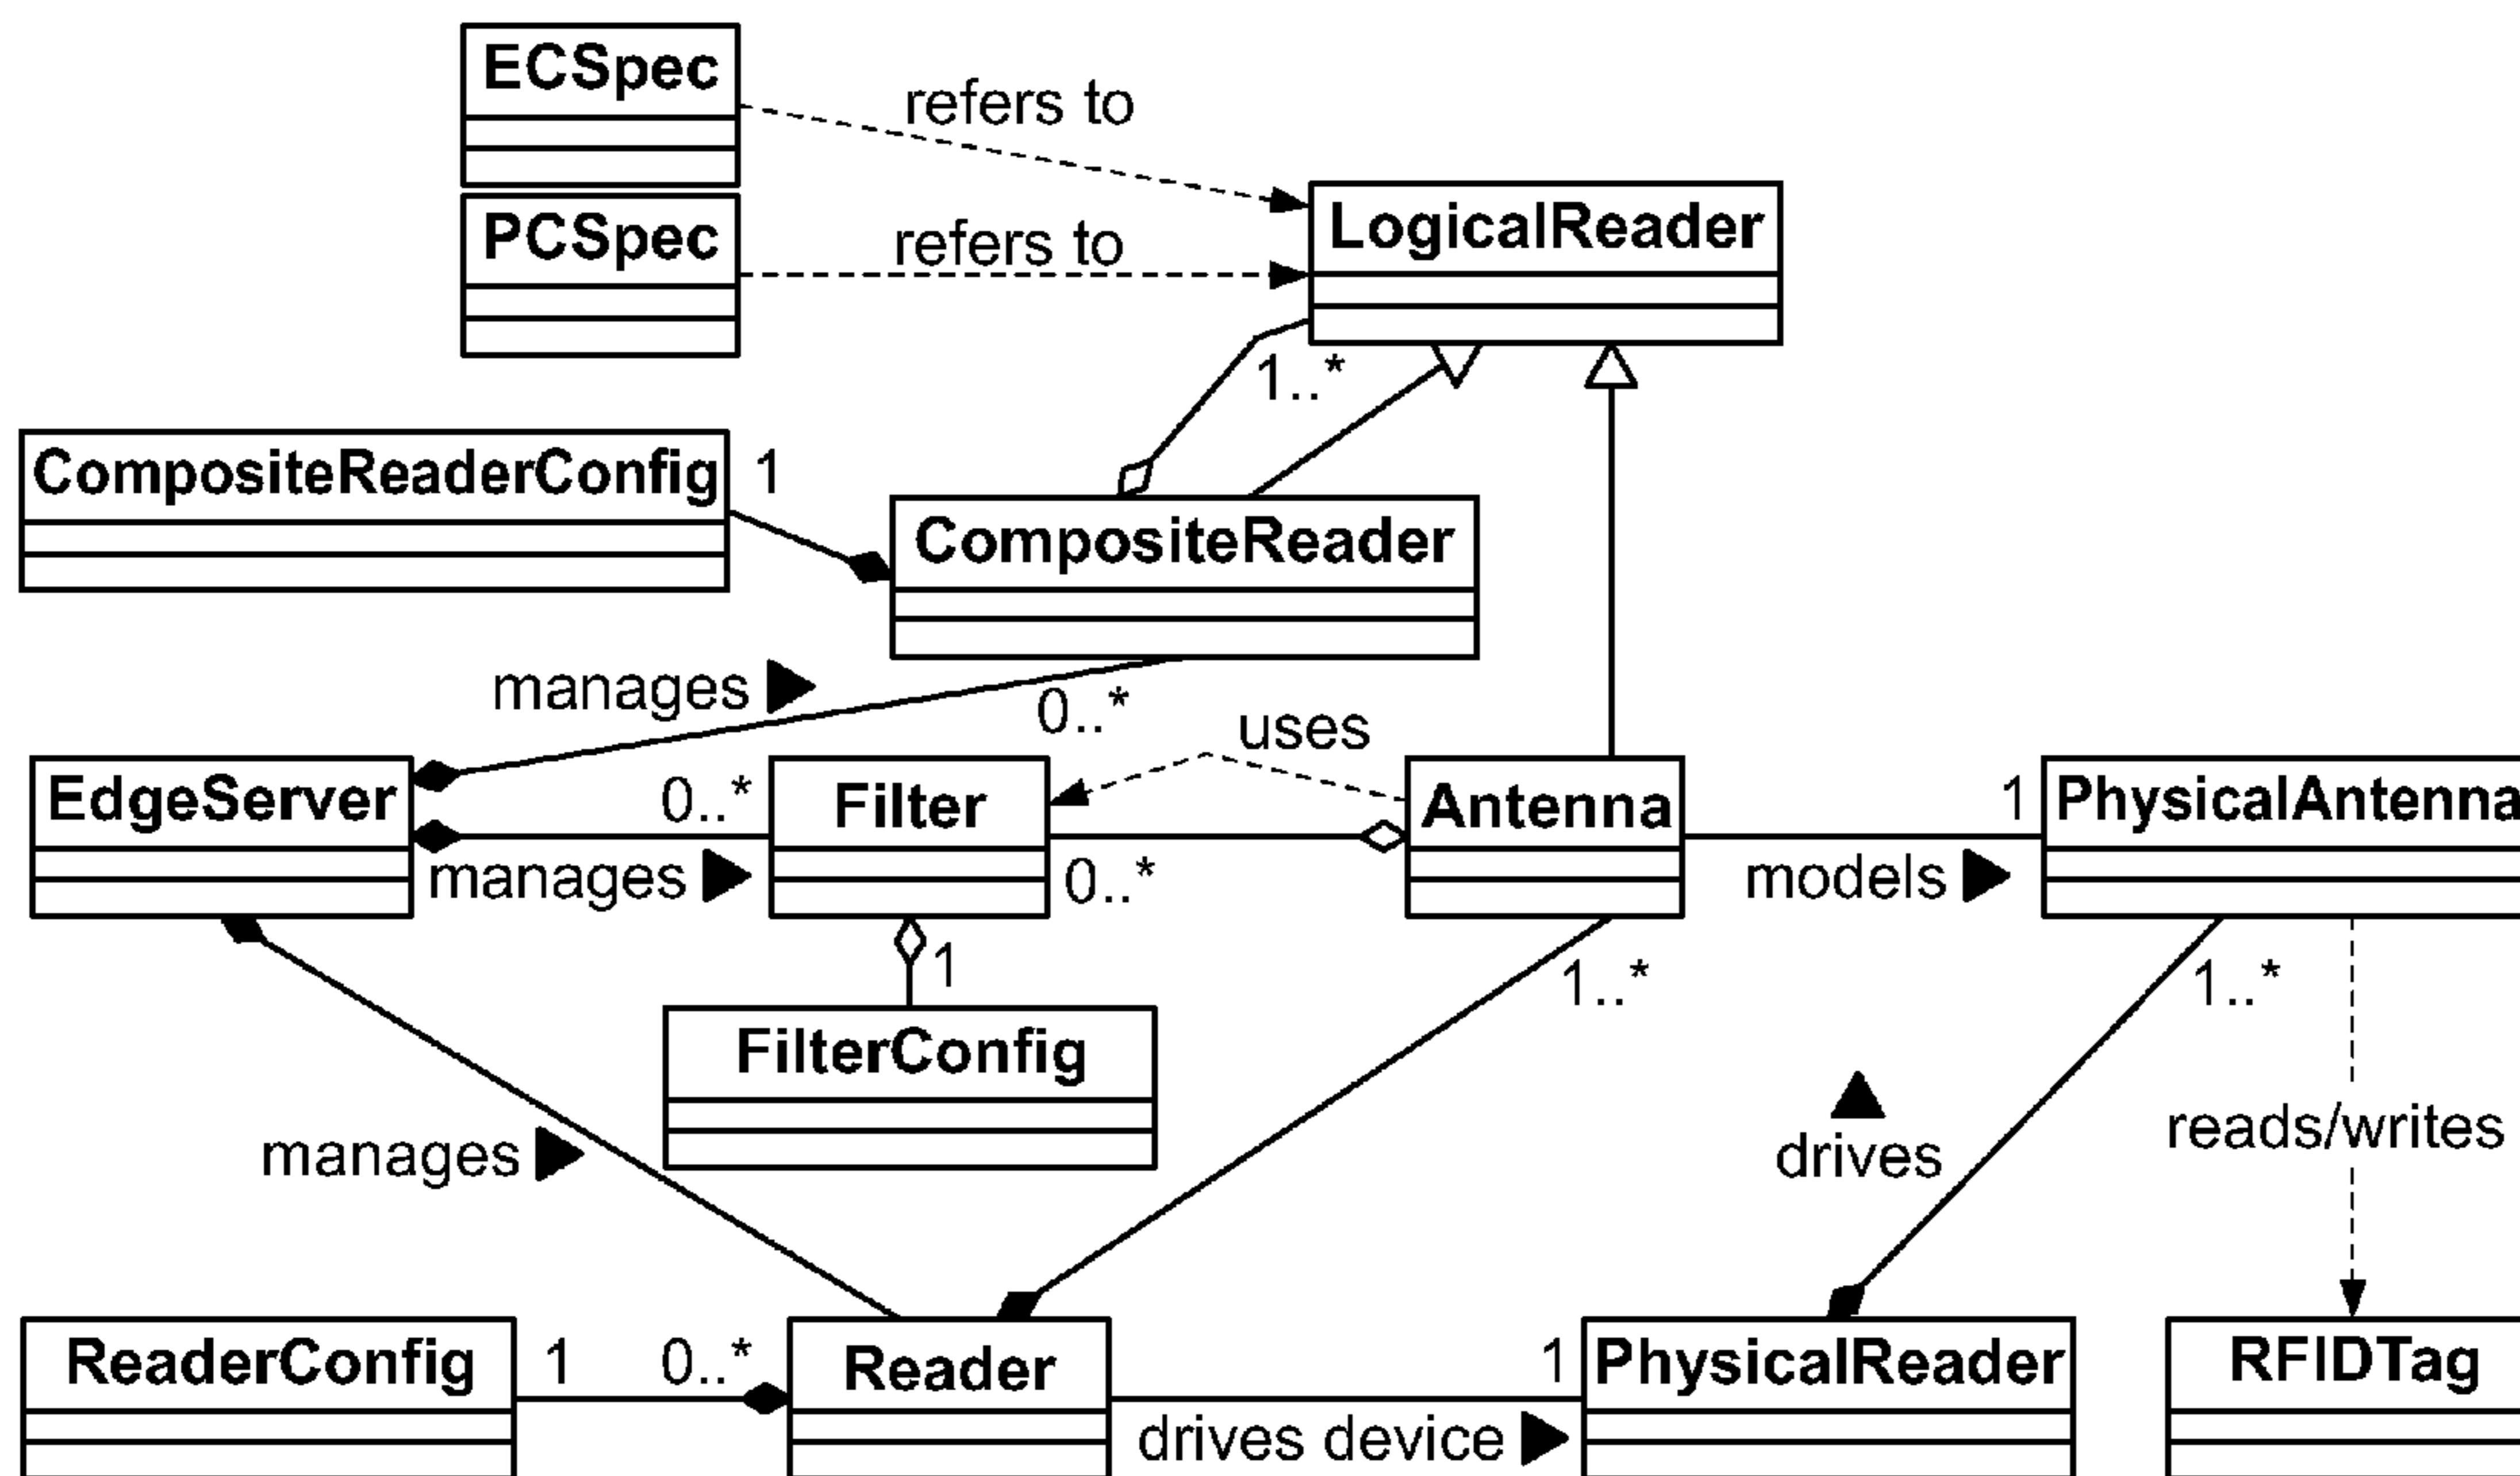 ECSpec
refers to
PCSpec
refers to
LogicalReader
1..*
CompositeReaderConfig
1
CompositeReader
manages
0..*
uses
EdgeServer
0..*
Filter
Antenna
1
PhysicalAntenna
manages
0..*
models
1
1..*
1..*
FilterConfig
manages
drives
reads/writes
ReaderConfig
1
0..*
Reader
1
PhysicalReader
RFIDTag
drives device